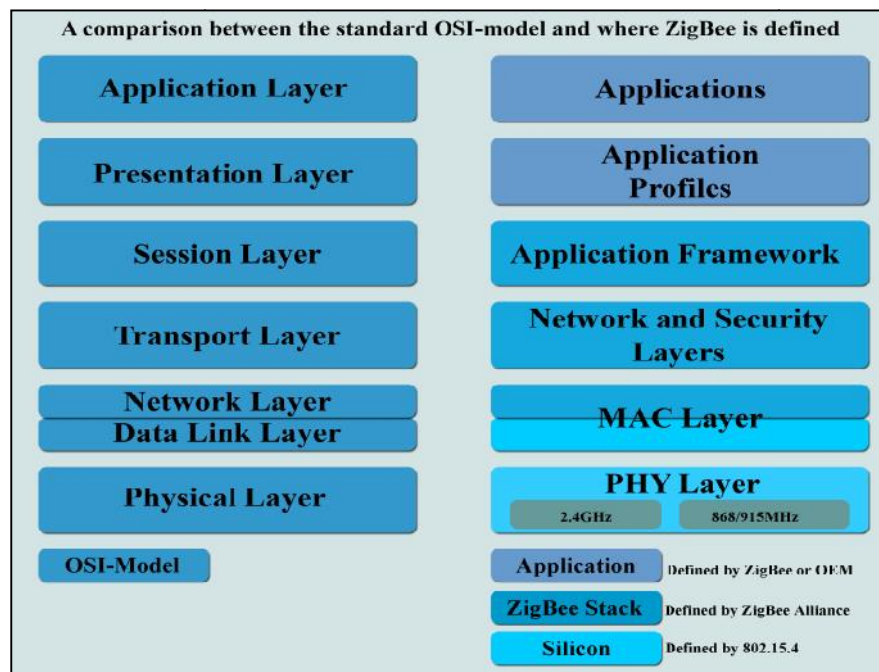 A comparison between the standard OSI-model and where ZigBee is defined
Application Layer
Presentation Layer
Session Layer
Transport Layer
Network Layer
Data Link Layer
Physical Layer
OSI-Model
Applications
Application
Profiles
Application Framework
Network and Security
Layers
MAC Layer
PHY Layer
2.4GHz
868/915MHz
Application
Defined by ZigBee or OEM
ZigBee Stack
Defined by ZigBee Alliance
Silicon
Defined by 802.15.4